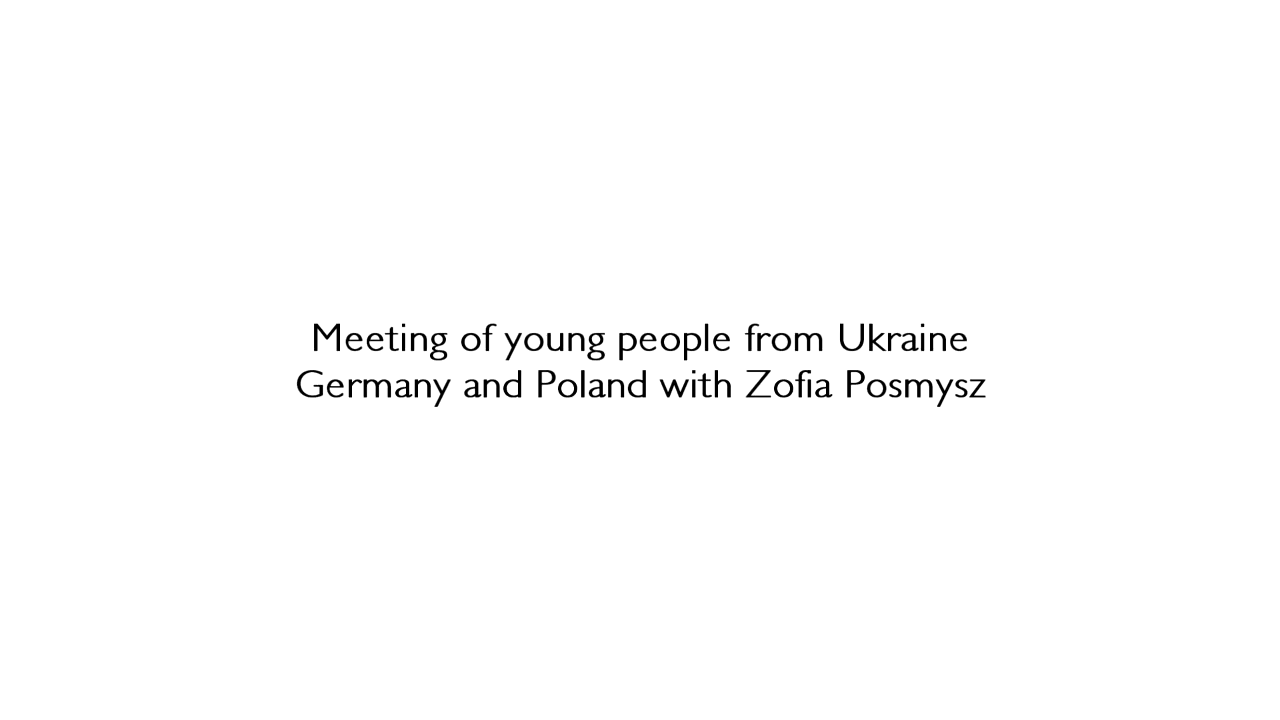 Meeting of young people from Ukraine
Germany and Poland with Zofia Posmysz